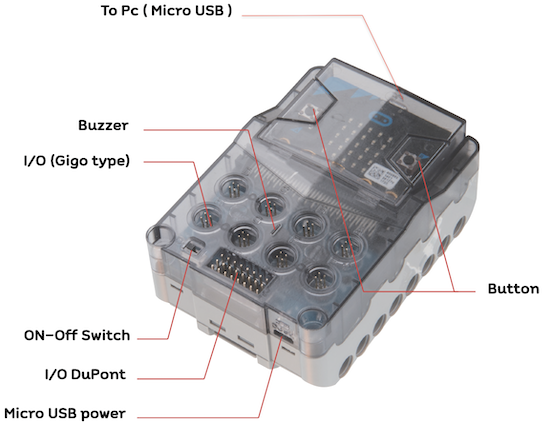 To Pc ( Micro USB )
Buzzer
I/O (Gigo type)
Button
ON-Off Switch
I/O DuPont
Micro USB power